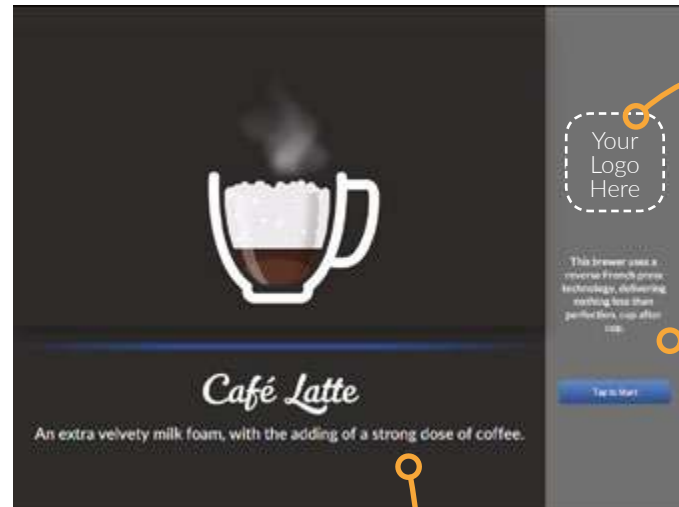 Café Latte
An extra velvety milk foam, with the adding of a strong dose of coffee.
Your
Logo
Here
This brewer uses a
reverse French press
technology, delivering
nothing less than
perfection, cup after
cup.
Tap to Start